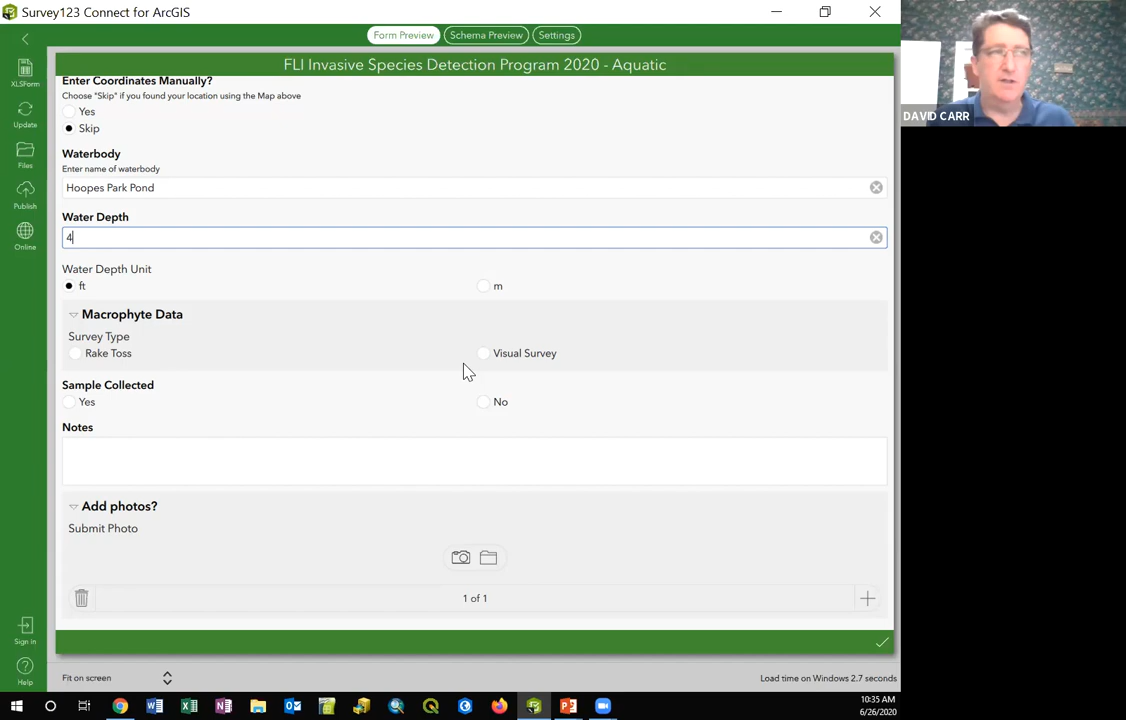 Survey123 Connect for ArcGIS
Form Preview
Schema Preview
Settings
XLSForm
Update
Files
Publish
Online
Sign in
Help
FLI Invasive Species Detection Program 2020 - Aquatic
Enter Coordinates Manually?
Choose "Skip" if you found your location using the Map above
Yes
Skip
Waterbody
Enter name of waterbody
Hoopes Park Pond
Water Depth
4
Water Depth Unit
ft m
Macrophyte Data
Survey Type
Rake Toss Visual Survey
Sample Collected
Yes No
Notes
Add photos?
Submit Photo
1 of 1
Fit on screen
Load time on Windows 2.7 seconds
DAVID CARR
10:35 AM
6/26/2020